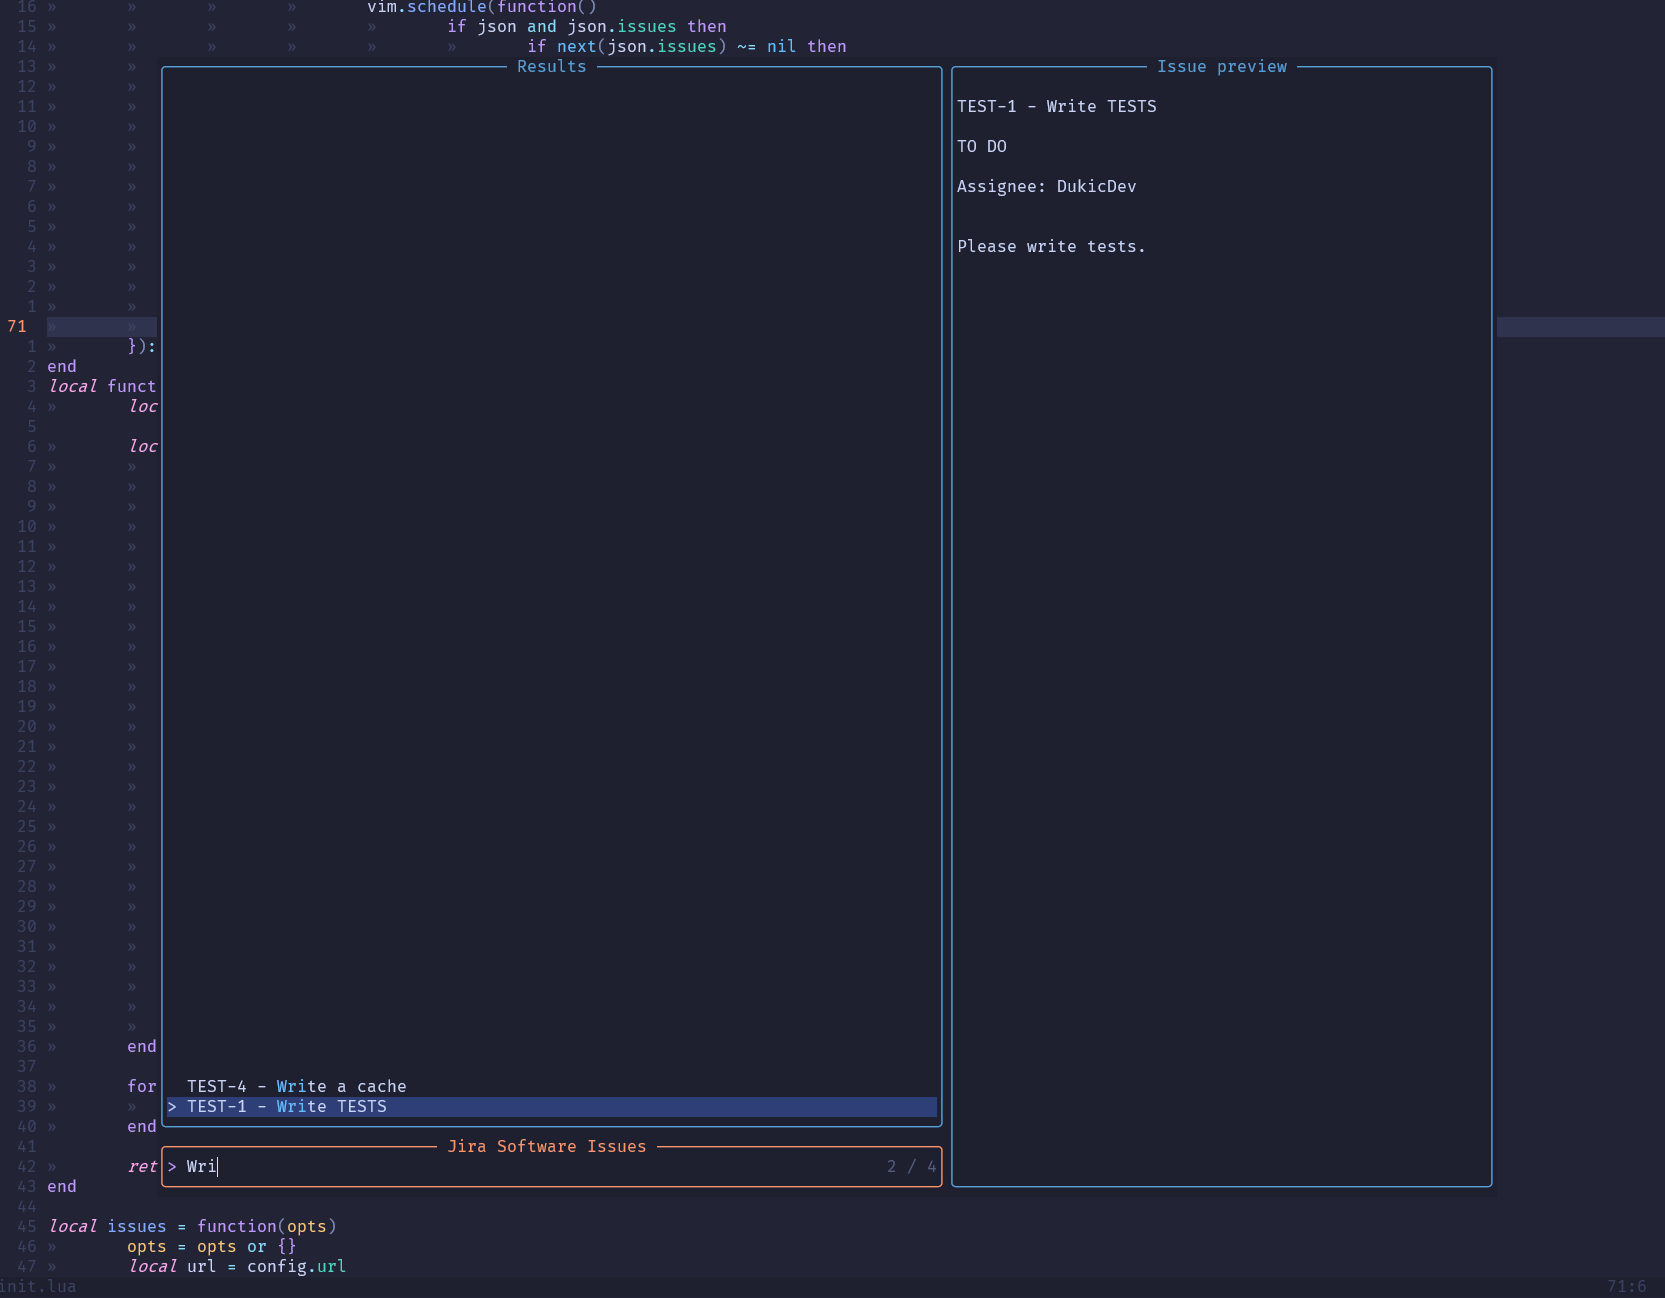 16 » » » » vim.schedule(function()
15 » » » » » if json and json.issues then
14 » » » » » » if next(json.issues) ~= nil then
13 » »
12 » »
11 » »
10 » »
9 » »
8 » »
7 » »
6 » »
5 » »
4 » »
3 » »
2 » »
1 » »
71 » »
1 » }):
2 end
3 local funct
4 » loc
5
6 » loc
7 » »
8 » »
9 » »
10 » »
11 » »
12 » »
13 » »
14 » »
15 » »
16 » »
17 » »
18 » »
19 » »
20 » »
21 » »
22 » »
23 » »
24 » »
25 » »
26 » »
27 » »
28 » »
29 » »
30 » »
31 » »
32 » »
33 » »
34 » »
35 » »
36 » end
37
38 » for
39 » »
40 » end
41
42 » ret
43 end
44
45 local issues = function(opts)
46 » opts = opts or {}
47 » local url = config.url
Results
TEST-4 - Write a cache
> TEST-1 - Write TESTS
Jira Software Issues
> Wri 2 / 4
Issue preview
TEST-1 - Write TESTS
TO DO
Assignee: DukicDev
Please write tests.
init.lua 71:6